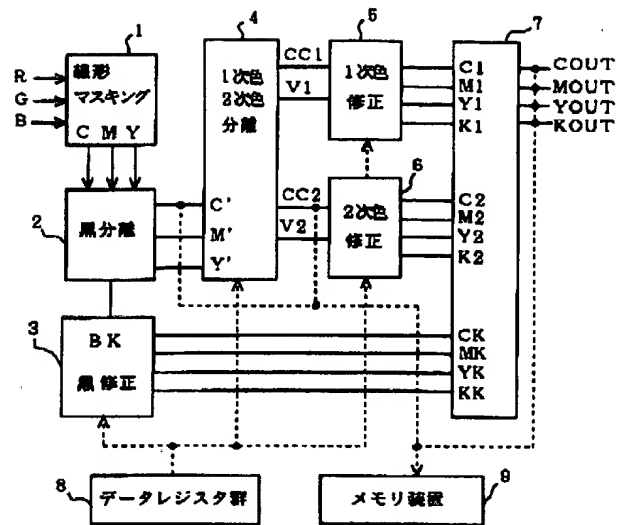 1
4
5
7
R
G
B
線形
マスキング
C M Y
1次色
2次色
分離
CC1
V1
1次色
修正
C1
M1
Y1
K1
COUT
MOUT
YOUT
KOUT
2
黒分離
C'
M'
Y'
CC2
V2
6
2次色
修正
C2
M2
Y2
K2
3
BK
黒修正
CK
MK
YK
KK
8
データレジスタ群
メモリ装置
9